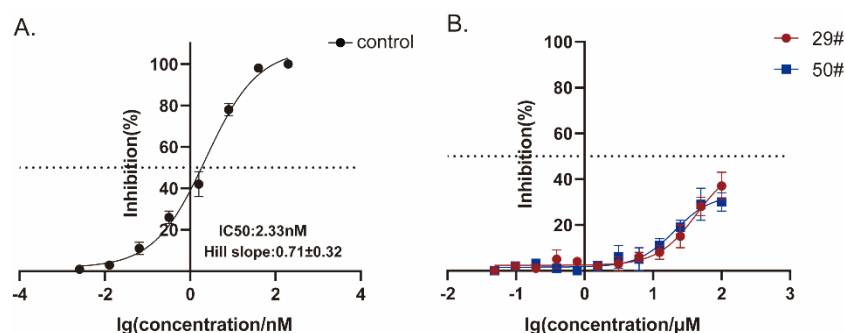 A.
control
Inhibition(%)
100
80
60
40
20
IC50:2.33nM
Hill slope:0.71±0.32
-4
-2
0
2
4
lg(concentration/nM
B.
29#
50#
Inhibition(%)
100
80
60
40
20
-2
-1
0
1
2
3
lg(concentration/µM